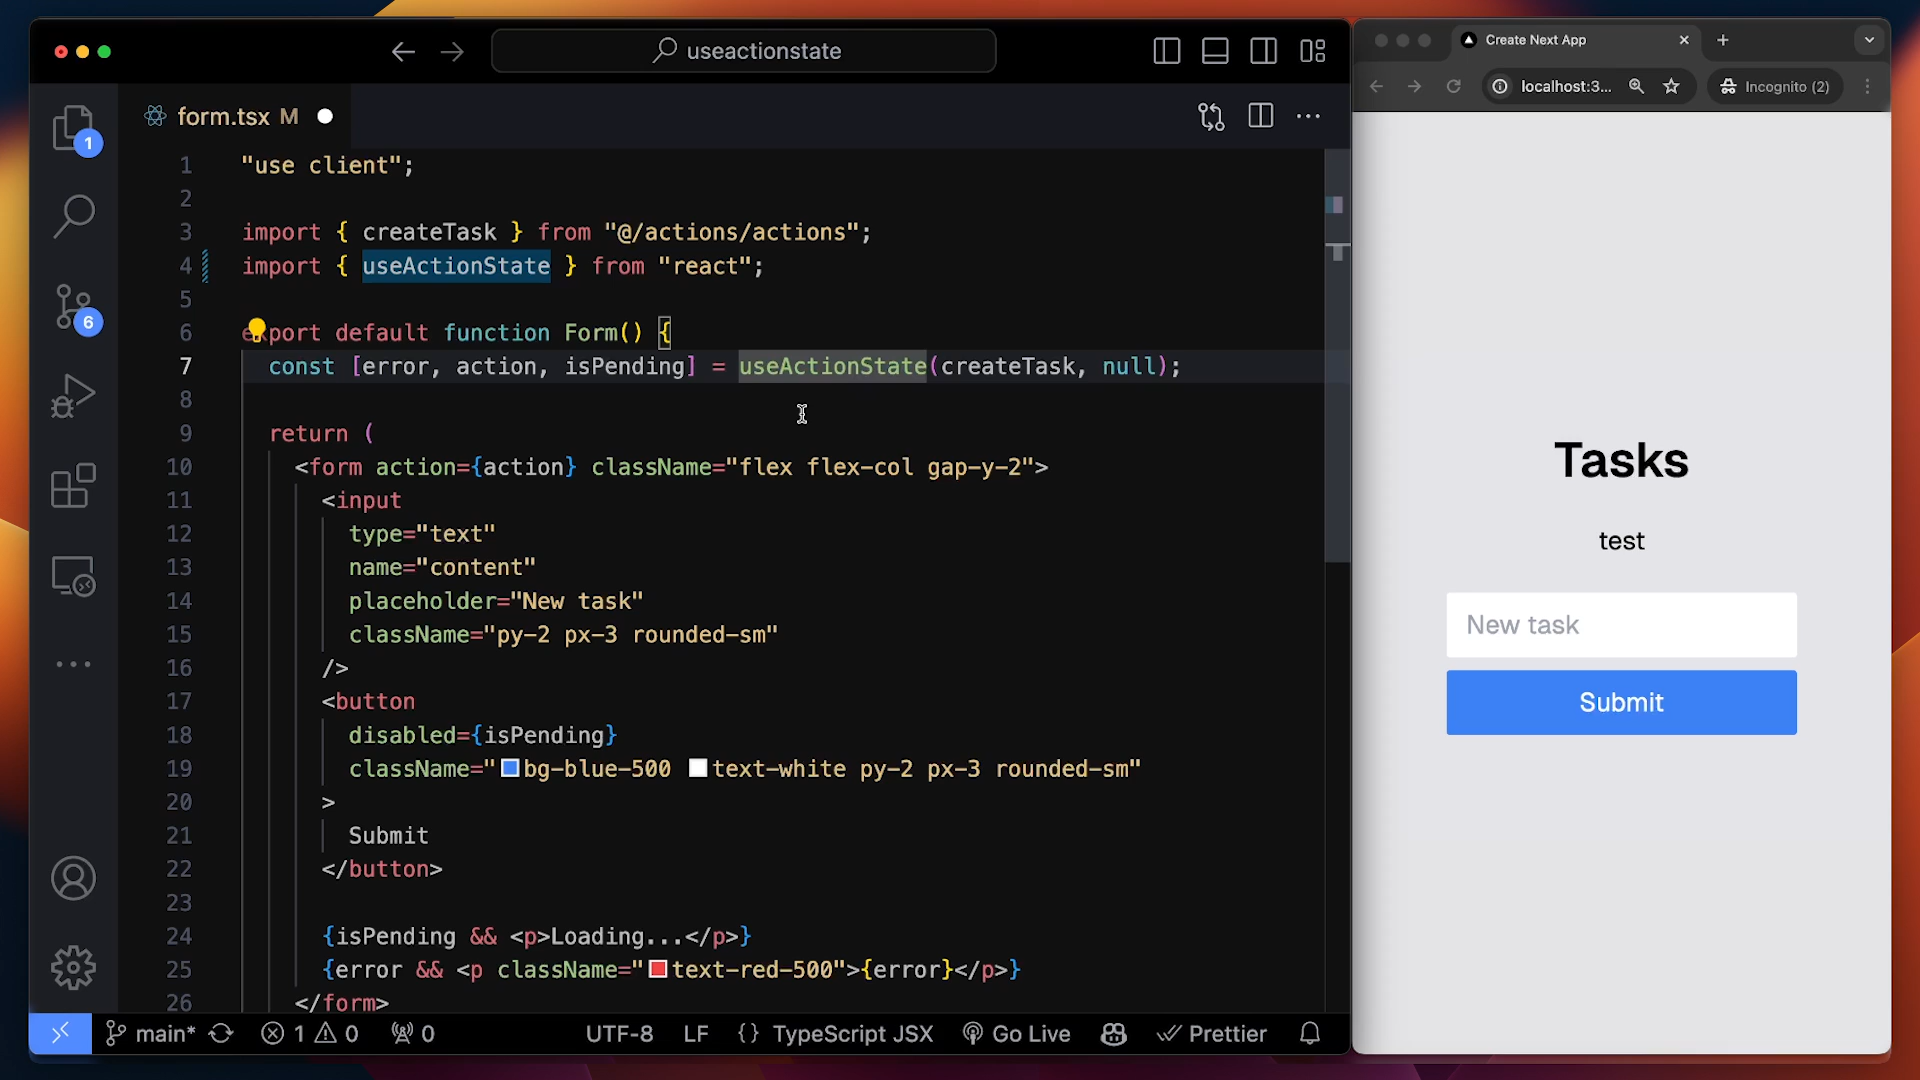 useactionstate
form.tsx M
1
6
1 "use client";
2
3 import { createTask } from "@/actions/actions";
4 import { useActionState } from "react";
5
6 export default function Form() {
7 const [error, action, isPending] = useActionState(createTask, null);
8
9 return (
10 <form action={action} className="flex flex-col gap-y-2">
11 <input
12 type="text"
13 name="content"
14 placeholder="New task"
15 className="py-2 px-3 rounded-sm"
16 />
17 <button
18 disabled={isPending}
19 className="bg-blue-500 text-white py-2 px-3 rounded-sm"
20 >
21 Submit
22 </button>
23
24 {isPending && <p>Loading...</p>}
25 {error && <p className="text-red-500">{error}</p>}
26 </form>
main* 1 0 0 UTF-8 LF {} TypeScript JSX Go Live Prettier
Create Next App
localhost:3... Incognito (2)
Tasks
test
New task
Submit